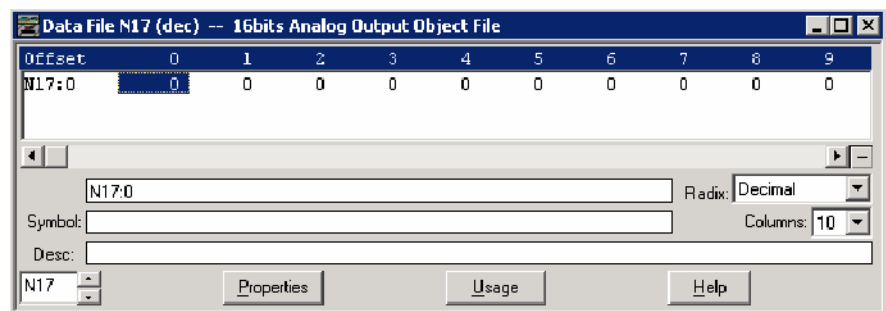 Data File N17 (dec) -- 16bits Analog Output Object File
Offset 0 1 2 3 4 5 6 7 8 9
N17:0 0 0 0 0 0 0 0 0 0 0
N17:0 Radix: Decimal
Symbol: Columns: 10
Desc:
N17 Properties Usage Help